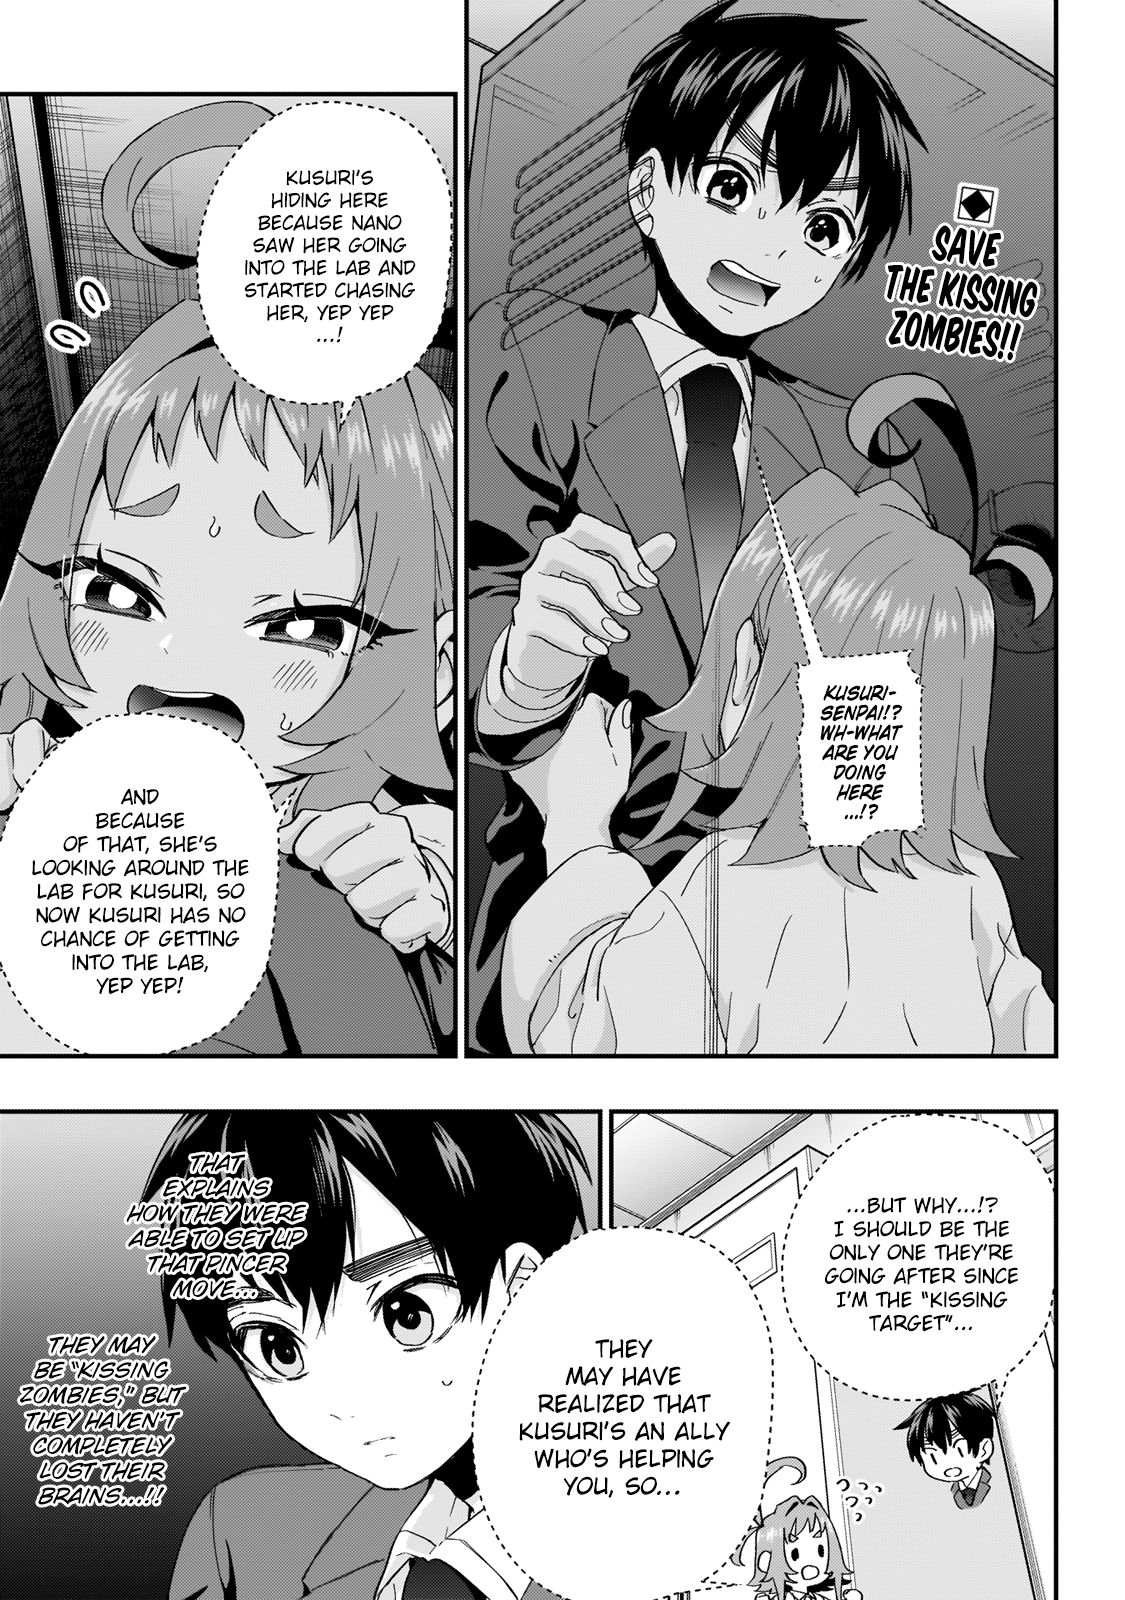 SAVE
THE KISSING
ZOMBIES!!
KUSURI-
SENPAI!?
WH-WHAT
ARE YOU
DOING
HERE
...!?
KUSURI'S
HIDING HERE
BECAUSE NANO
SAW HER GOING
INTO THE LAB AND
STARTED CHASING
HER, YEP YEP
...!
AND
BECAUSE
OF THAT, SHE'S
LOOKING AROUND THE
LAB FOR KUSURI, SO
NOW KUSURI HAS NO
CHANCE OF GETTING
INTO THE LAB,
YEP YEP!
...BUT WHY...!?
I SHOULD BE THE
ONLY ONE THEY'RE
GOING AFTER SINCE
I'M THE "KISSING
TARGET"...
THEY
MAY HAVE
REALIZED THAT
KUSURI'S AN ALLY
WHO'S HELPING
YOU, SO...
THAT
EXPLAINS
HOW THEY WERE
ABLE TO SET UP
THAT PINCER
MOVE...
THEY MAY
BE "KISSING
ZOMBIES," BUT
THEY HAVEN'T
COMPLETELY
LOST THEIR
BRAINS...!!